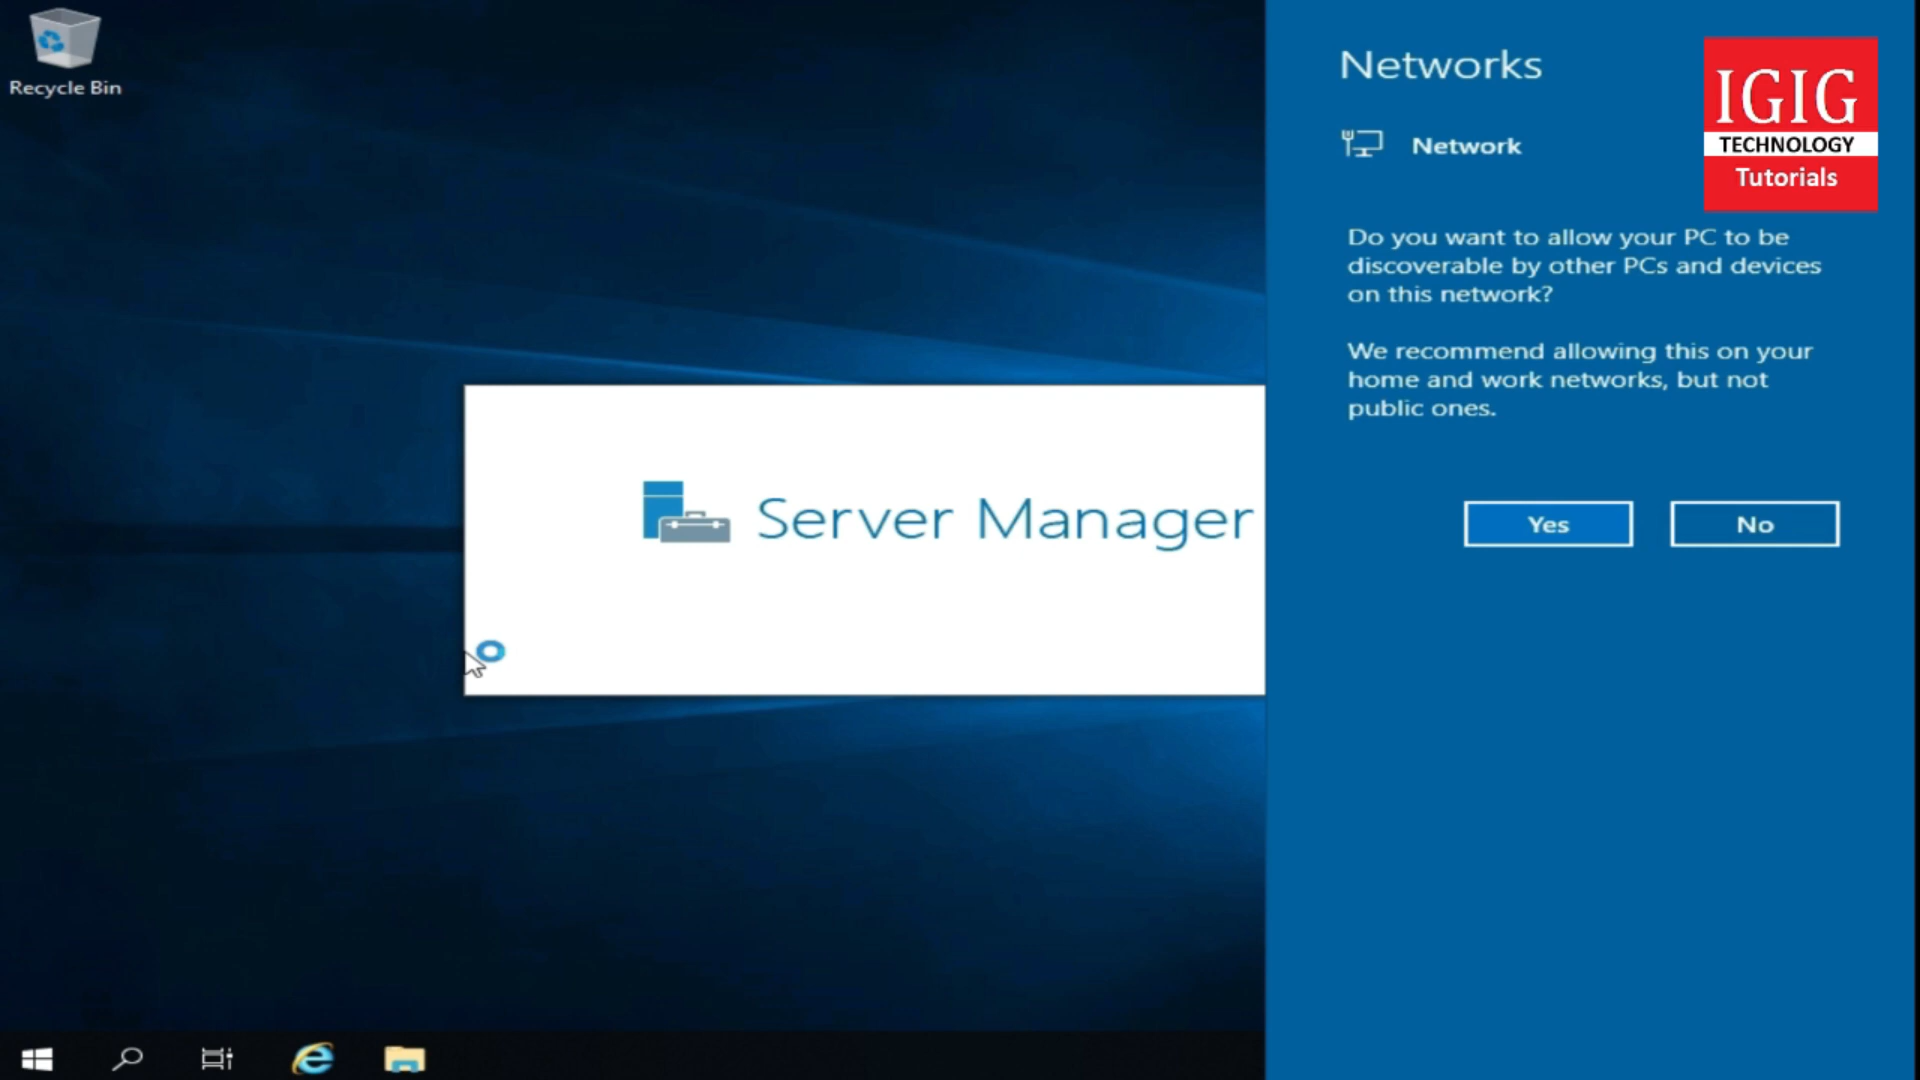 Recycle Bin
Server Manager
Networks
Network
Do you want to allow your PC to be
discoverable by other PCs and devices
on this network?
We recommend allowing this on your
home and work networks, but not
public ones.
Yes
No
IGIG
TECHNOLOGY
Tutorials